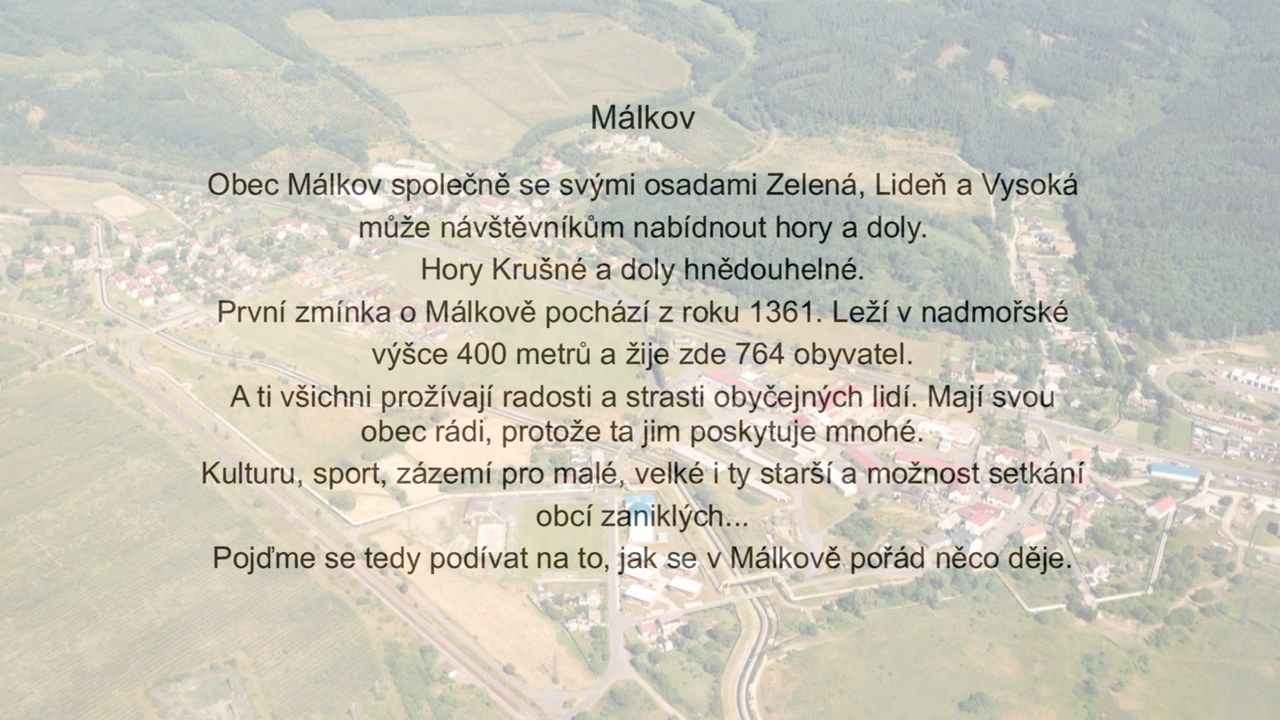 Málkov
Obec Málkov společně se svými osadami Zelená, Lideň a Vysoká
může návštěvníkům nabídnout hory a doly.
Hory Krušné a doly hnědouhelné.
První zmínka o Málkově pochází z roku 1361. Leží v nadmořské
výšce 400 metrů a žije zde 764 obyvatel.
A ti všichni prožívají radosti a strasti obyčejných lidí. Mají svou
obec rádi, protože ta jim poskytuje mnohé.
Kulturu, sport, zázemí pro malé, velké i ty starší a možnost setkání
obcí zaniklých...
Pojďme se tedy podívat na to, jak se v Málkově pořád něco děje.